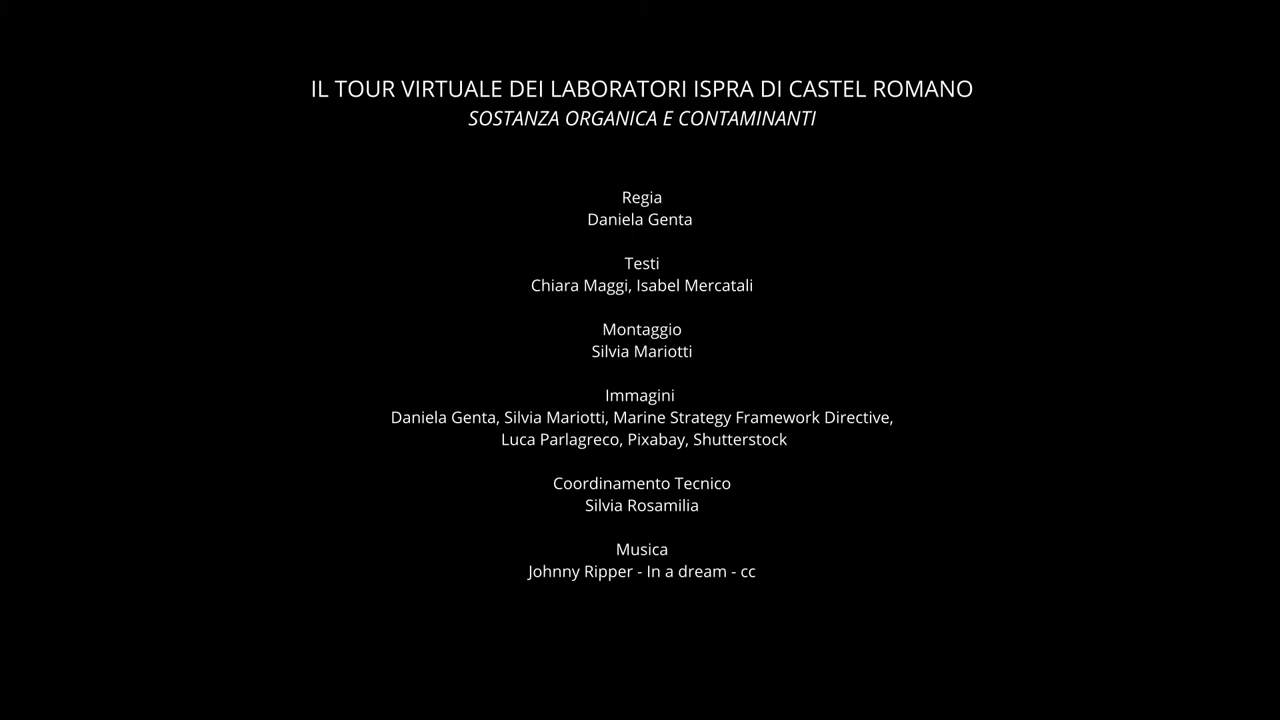 IL TOUR VIRTUALE DEI LABORATORI ISPRA DI CASTEL ROMANO
SOSTANZA ORGANICA E CONTAMINANTI
Regia
Daniela Genta
Testi
Chiara Maggi, Isabel Mercatali
Montaggio
Silvia Mariotti
Immagini
Daniela Genta, Silvia Mariotti, Marine Strategy Framework Directive,
Luca Parlagreco, Pixabay, Shutterstock
Coordinamento Tecnico
Silvia Rosamilia
Musica
Johnny Ripper - In a dream - cc